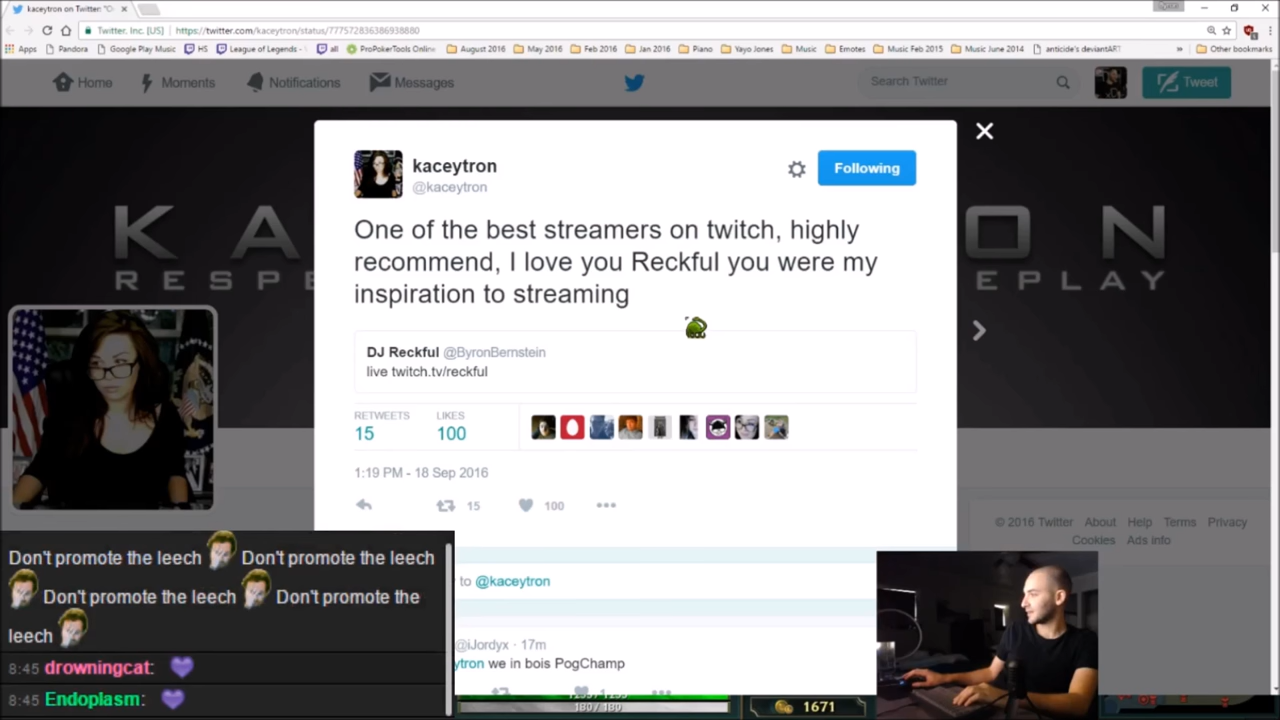 kaceytron on Twitter: "O
Twitter, Inc. [US] https://twitter.com/kaceytron/status/777572836386938880
Apps Pandora Google Play Music HS League of Legends - all ProPokerTools Online August 2016 May 2016 Feb 2016 Jan 2016 Piano Yayo Jones Music Emotes Music Feb 2015 Music June 2014 anticide's deviantART » Other bookmarks
Home Moments Notifications Messages Search Twitter Tweet
kaceytron
@kaceytron
Following
One of the best streamers on twitch, highly
recommend, I love you Reckful you were my
inspiration to streaming
DJ Reckful @ByronBernstein
live twitch.tv/reckful
RETWEETS LIKES
15 100
1:19 PM - 18 Sep 2016
15 100
K A O N
RESPE EPLAY
© 2016 Twitter About Help Terms Privacy
Cookies Ads info
to @kaceytron
@iJordyx · 17m
ytron we in bois PogChamp
Don't promote the leech Don't promote the leech
Don't promote the leech Don't promote the
leech
8:45 drowningcat:
8:45 Endoplasm:
180 / 180
1671